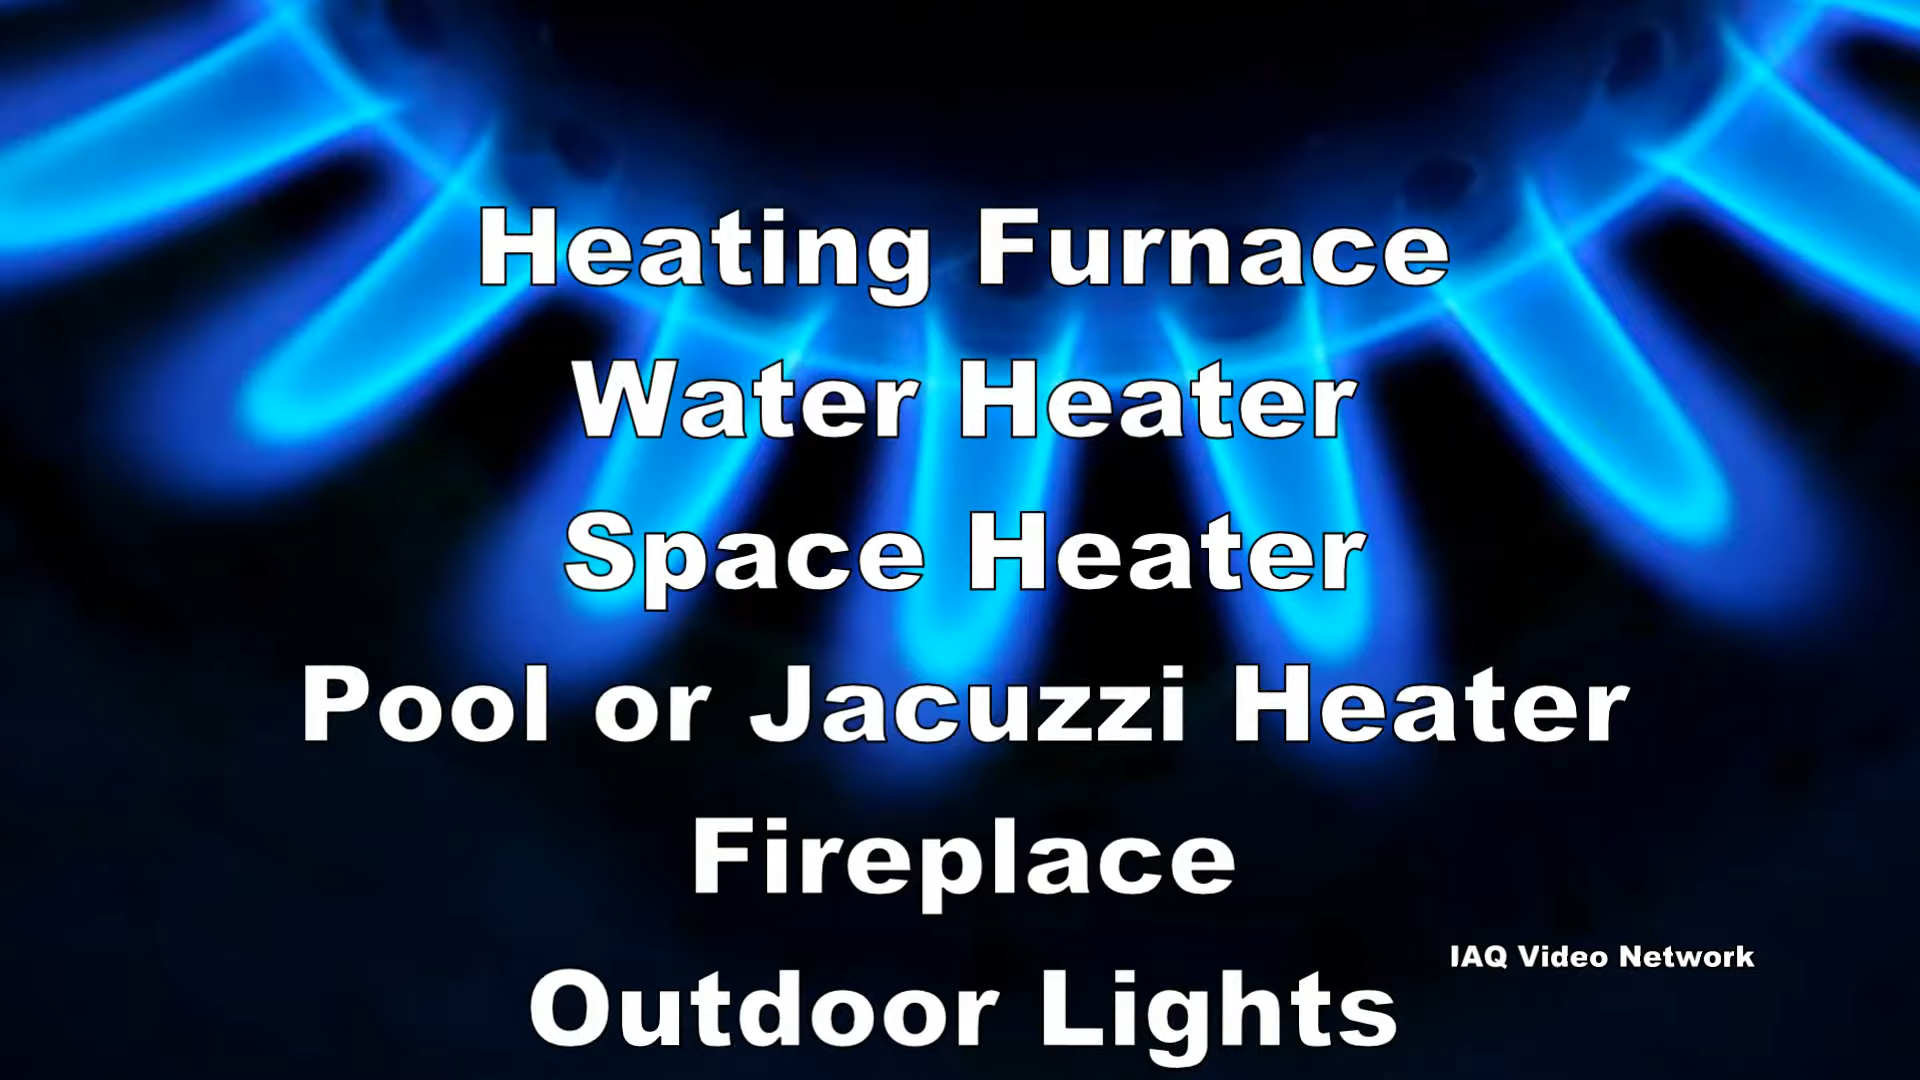 Heating Furnace
Water Heater
Space Heater
Pool or Jacuzzi Heater
Fireplace
IAQ Video Network
Outdoor Lights